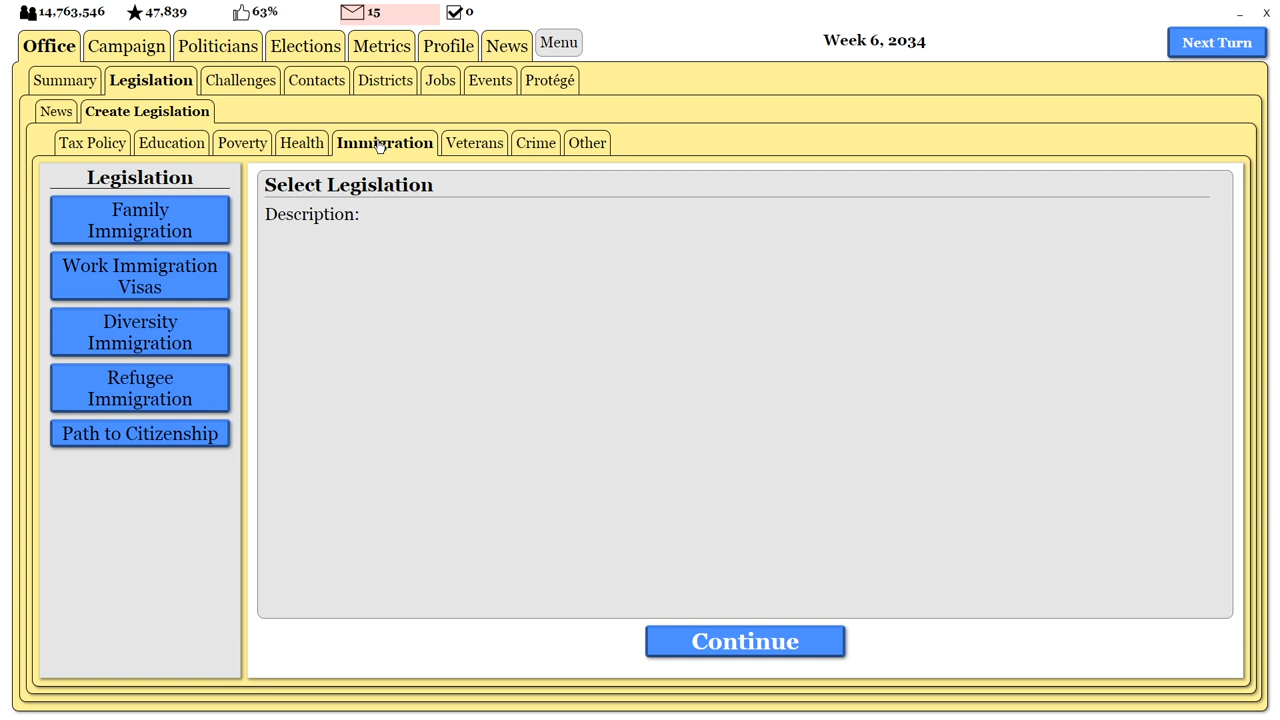 14,763,546 47,839 63% 15 0 _ X
Office Campaign Politicians Elections Metrics Profile News Menu Week 6, 2034 Next Turn
Summary Legislation Challenges Contacts Districts Jobs Events Protégé
News Create Legislation
Tax Policy Education Poverty Health Immigration Veterans Crime Other
Legislation
Family
Immigration
Work Immigration
Visas
Diversity
Immigration
Refugee
Immigration
Path to Citizenship
Select Legislation
Description:
Continue